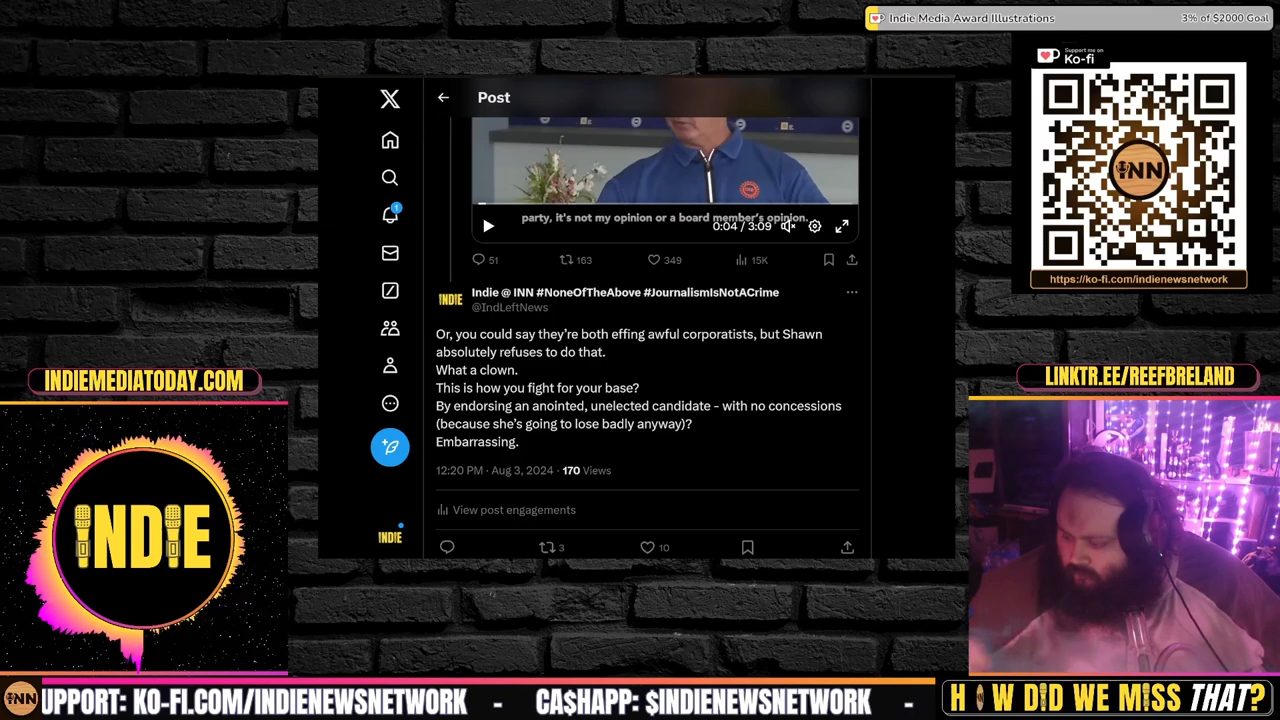 Indie Media Award Illustrations
3% of $2000 Goal
Support me on
Ko-fi
INN
https://ko-fi.com/indienewsnetwork
Post
party, it's not my opinion or a board member's opinion.
0:04 / 3:09
51
163
349
15K
1
Indie @ INN #NoneOfTheAbove #JournalismIsNotACrime
@IndLeftNews
INDIE
Or, you could say they're both effing awful corporatists, but Shawn
absolutely refuses to do that.
What a clown.
This is how you fight for your base?
By endorsing an anointed, unelected candidate - with no concessions
(because she's going to lose badly anyway)?
Embarrassing.
12:20 PM · Aug 3, 2024 · 170 Views
View post engagements
INDIE
3
10
INDIEMEDIATODAY.COM
INDIE
LINKTR.EE/REEFBRELAND
INN
UPPORT: KO-FI.COM/INDIENEWSNETWORK - CA$HAPP: $INDIENEWSNETWORK -
HOW DID WE MISS THAT?